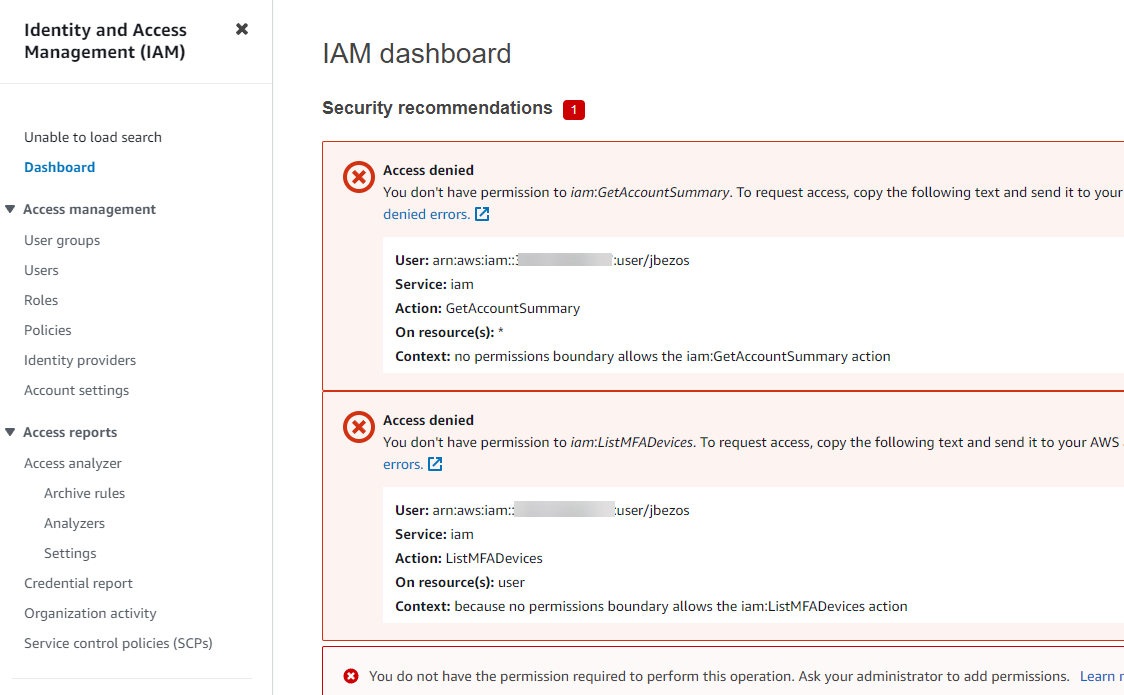 Identity and Access
Management (IAM)
Unable to load search
Dashboard
Access management
User groups
Users
Roles
Policies
Identity providers
Account settings
Access reports
Access analyzer
Archive rules
Analyzers
Settings
Credential report
Organization activity
Service control policies (SCPs)
IAM dashboard
Security recommendations 1
Access denied
You don't have permission to iam:GetAccountSummary. To request access, copy the following text and send it to your
denied errors.
User: arn:aws:iam:: :user/jbezos
Service: iam
Action: GetAccountSummary
On resource(s): *
Context: no permissions boundary allows the iam:GetAccountSummary action
Access denied
You don't have permission to iam:ListMFADevices. To request access, copy the following text and send it to your AWS
errors.
User: arn:aws:iam:: :user/jbezos
Service: iam
Action: ListMFADevices
On resource(s): user
Context: because no permissions boundary allows the iam:ListMFADevices action
You do not have the permission required to perform this operation. Ask your administrator to add permissions. Learn